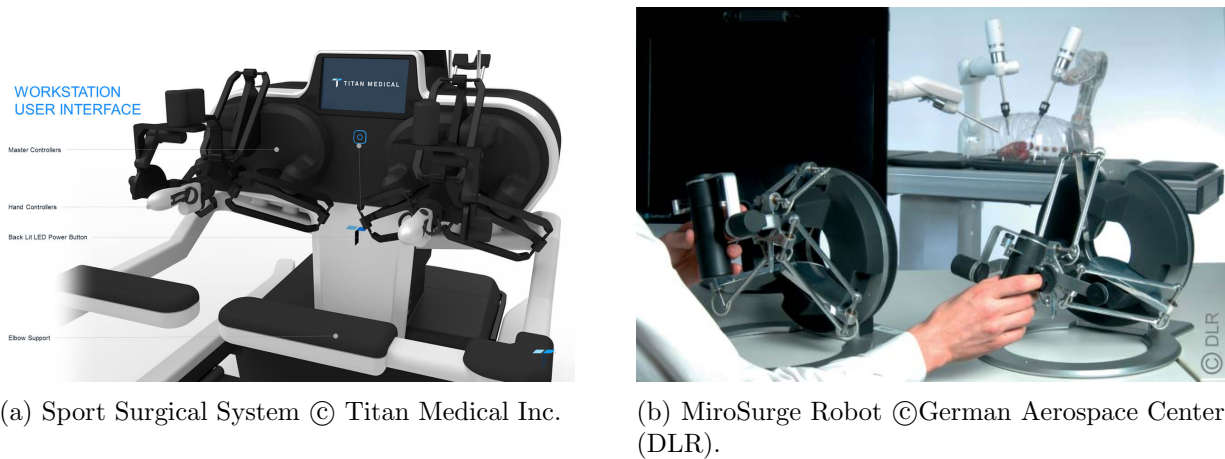 WORKSTATION
USER INTERFACE
TITAN MEDICAL
Master Controllers
Hand Controllers
Back Lit LED Power Button
Elbow Support
© DLR
(a) Sport Surgical System © Titan Medical Inc.
(b) MiroSurge Robot ©German Aerospace Center
(DLR).